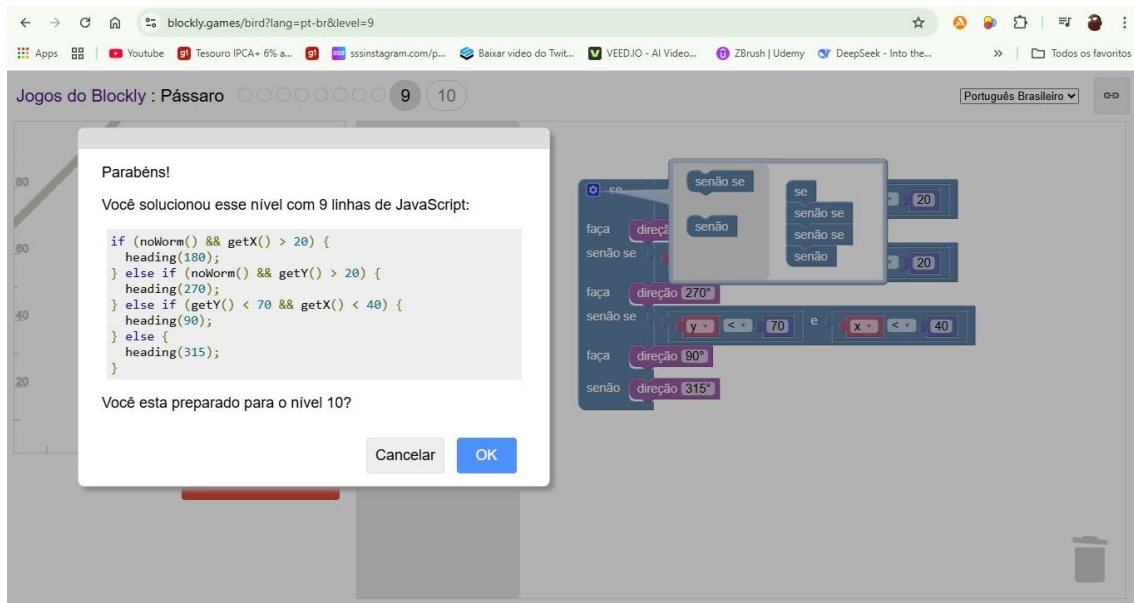 blockly.games/bird?lang=pt-br&level=9
Apps Youtube g1 Tesouro IPCA+ 6% a... g1 sss sssinstagram.com/p... Baixar video do Twit... VEED.IO - AI Video... ZBrush | Udemy DeepSeek - Into the... » Todos os favoritos
Jogos do Blockly : Pássaro 9 10 Português Brasileiro
Parabéns!
Você solucionou esse nível com 9 linhas de JavaScript:
if (noWorm() && getX() > 20) {
heading(180);
} else if (noWorm() && getY() > 20) {
heading(270);
} else if (getY() < 70 && getX() < 40) {
heading(90);
} else {
heading(315);
}
Você esta preparado para o nível 10?
Cancelar OK
80
60
40
20
se 20
faça direçã
senão se 20
faça direção 270°
senão se y < 70 e x < 40
faça direção 90°
senão direção 315°
senão se
senão
se
senão se
senão se
senão